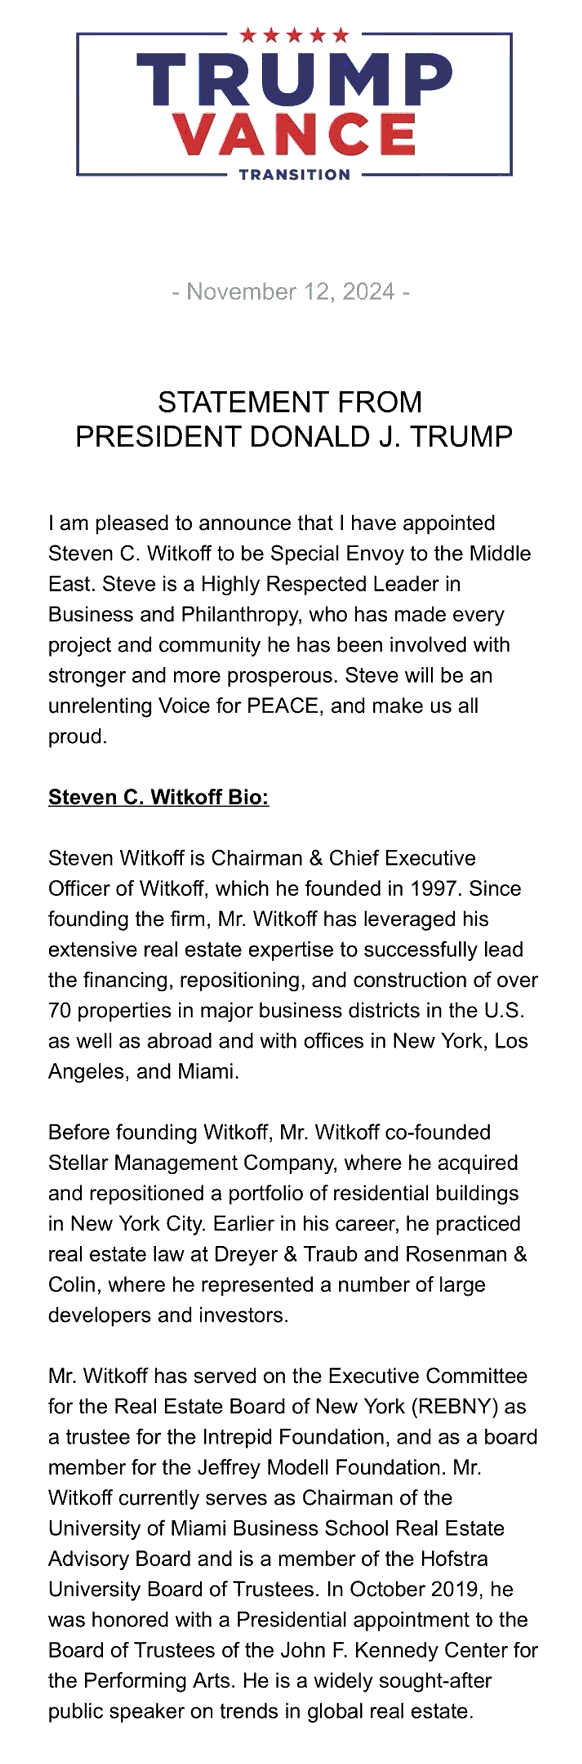 ★★★★★
TRUMP
VANCE
TRANSITION
- November 12, 2024 -
STATEMENT FROM
PRESIDENT DONALD J. TRUMP
I am pleased to announce that I have appointed
Steven C. Witkoff to be Special Envoy to the Middle
East. Steve is a Highly Respected Leader in
Business and Philanthropy, who has made every
project and community he has been involved with
stronger and more prosperous. Steve will be an
unrelenting Voice for PEACE, and make us all
proud.
Steven C. Witkoff Bio:
Steven Witkoff is Chairman & Chief Executive
Officer of Witkoff, which he founded in 1997. Since
founding the firm, Mr. Witkoff has leveraged his
extensive real estate expertise to successfully lead
the financing, repositioning, and construction of over
70 properties in major business districts in the U.S.
as well as abroad and with offices in New York, Los
Angeles, and Miami.
Before founding Witkoff, Mr. Witkoff co-founded
Stellar Management Company, where he acquired
and repositioned a portfolio of residential buildings
in New York City. Earlier in his career, he practiced
real estate law at Dreyer & Traub and Rosenman &
Colin, where he represented a number of large
developers and investors.
Mr. Witkoff has served on the Executive Committee
for the Real Estate Board of New York (REBNY) as
a trustee for the Intrepid Foundation, and as a board
member for the Jeffrey Modell Foundation. Mr.
Witkoff currently serves as Chairman of the
University of Miami Business School Real Estate
Advisory Board and is a member of the Hofstra
University Board of Trustees. In October 2019, he
was honored with a Presidential appointment to the
Board of Trustees of the John F. Kennedy Center for
the Performing Arts. He is a widely sought-after
public speaker on trends in global real estate.